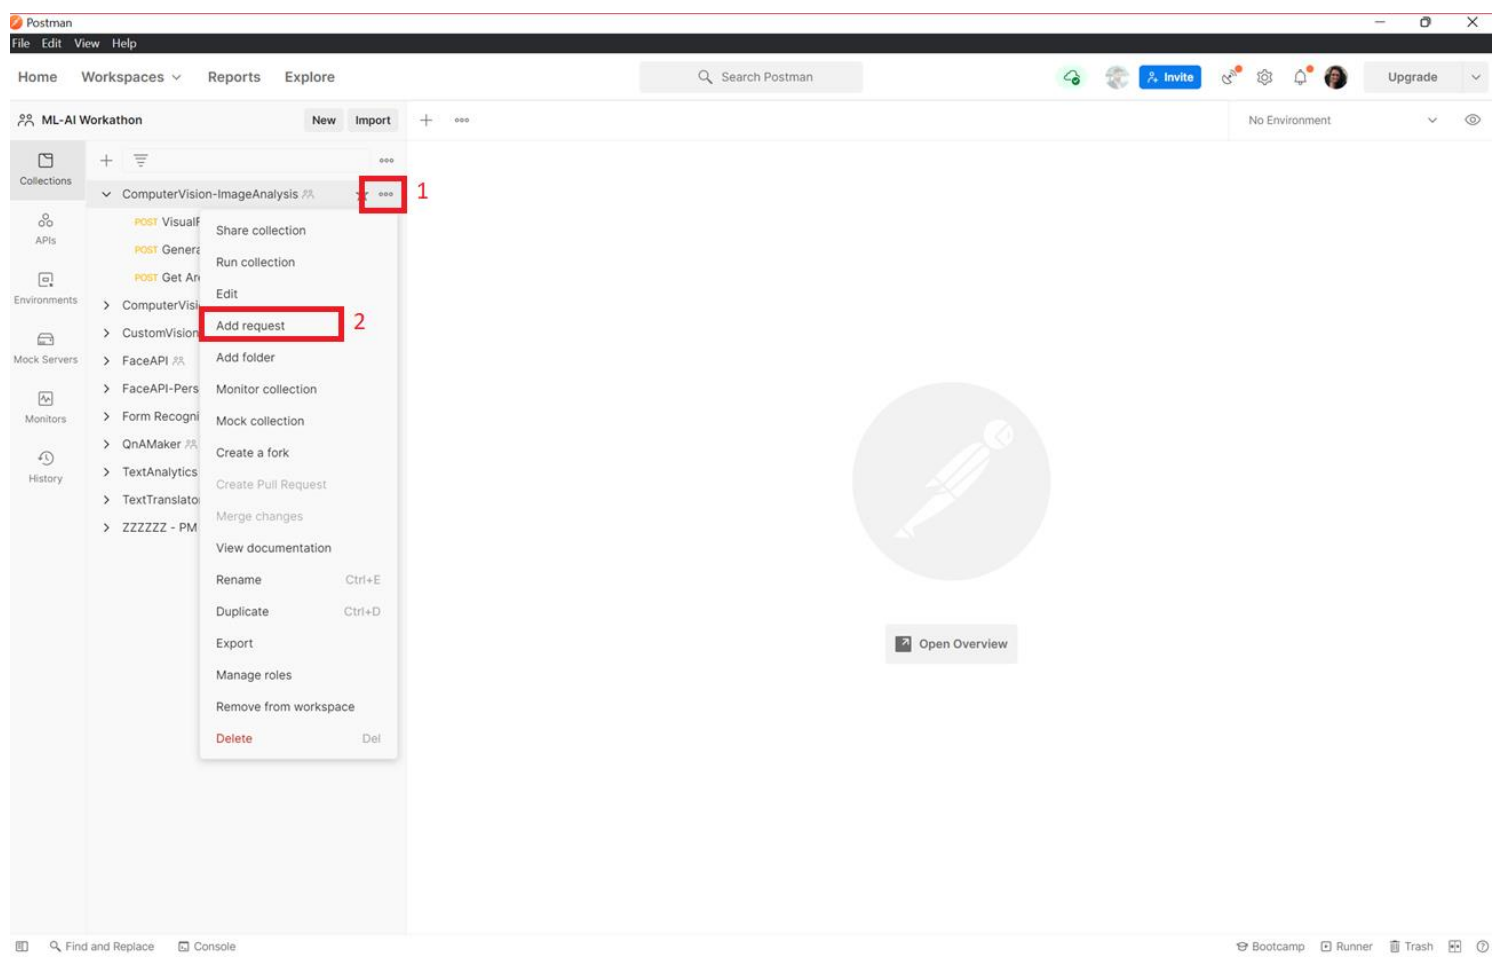 Postman
File Edit View Help
Home Workspaces Reports Explore Search Postman Invite Upgrade
ML-AI Workathon New Import No Environment
Collections
ComputerVision-ImageAnalysis 1
POST VisualF
POST Genera
POST Get Are
APIs
Environments
Mock Servers
Monitors
History
ComputerVisi
CustomVision
FaceAPI
FaceAPI-Pers
Form Recogni
QnAMaker
TextAnalytics
TextTranslato
ZZZZZZ - PM
Share collection
Run collection
Edit
Add request 2
Add folder
Monitor collection
Mock collection
Create a fork
Create Pull Request
Merge changes
View documentation
Rename Ctrl+E
Duplicate Ctrl+D
Export
Manage roles
Remove from workspace
Delete Del
Open Overview
Find and Replace Console Bootcamp Runner Trash